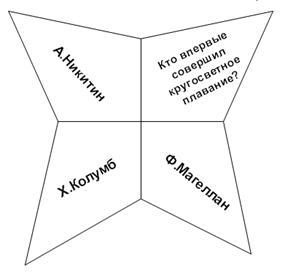 А.Никитин
Кто впервые
совершил
кругосветное
плавание?
Х.Колумб
Ф.Магеллан